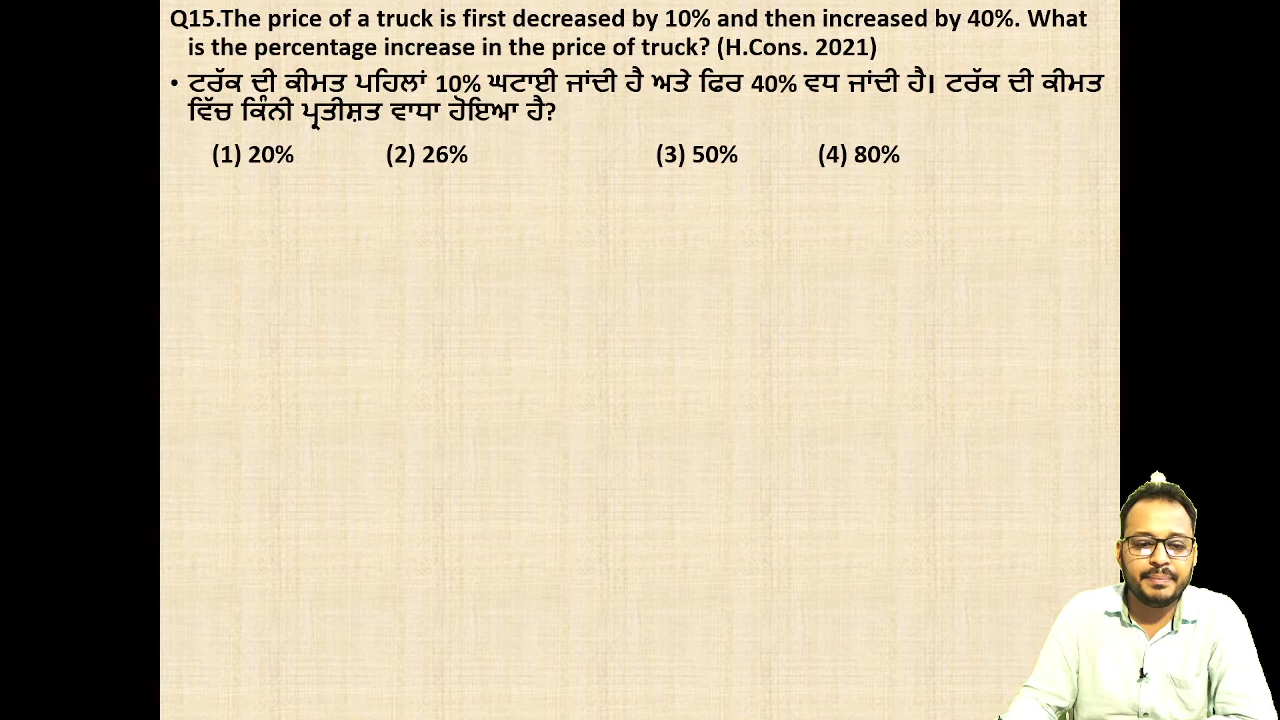 Q15.The price of a truck is first decreased by 10% and then increased by 40%. What
is the percentage increase in the price of truck? (H.Cons. 2021)
• ਟਰੱਕ ਦੀ ਕੀਮਤ ਪਹਿਲਾਂ 10% ਘਟਾਈ ਜਾਂਦੀ ਹੈ ਅਤੇ ਫਿਰ 40% ਵਧ ਜਾਂਦੀ ਹੈ। ਟਰੱਕ ਦੀ ਕੀਮਤ
ਵਿੱਚ ਕਿੰਨੀ ਪ੍ਰਤੀਸ਼ਤ ਵਾਧਾ ਹੋਇਆ ਹੈ?
(1) 20% (2) 26% (3) 50% (4) 80%